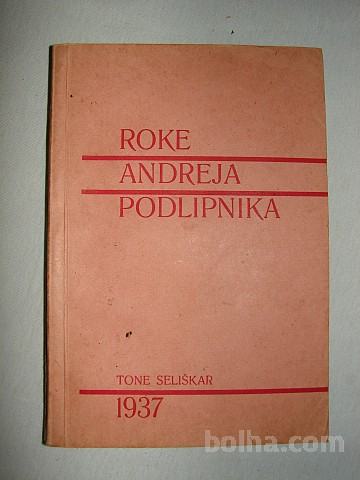 ROKE
ANDREJA
PODLIPNIKA
TONE SELIŠKAR
1937
bolha.com